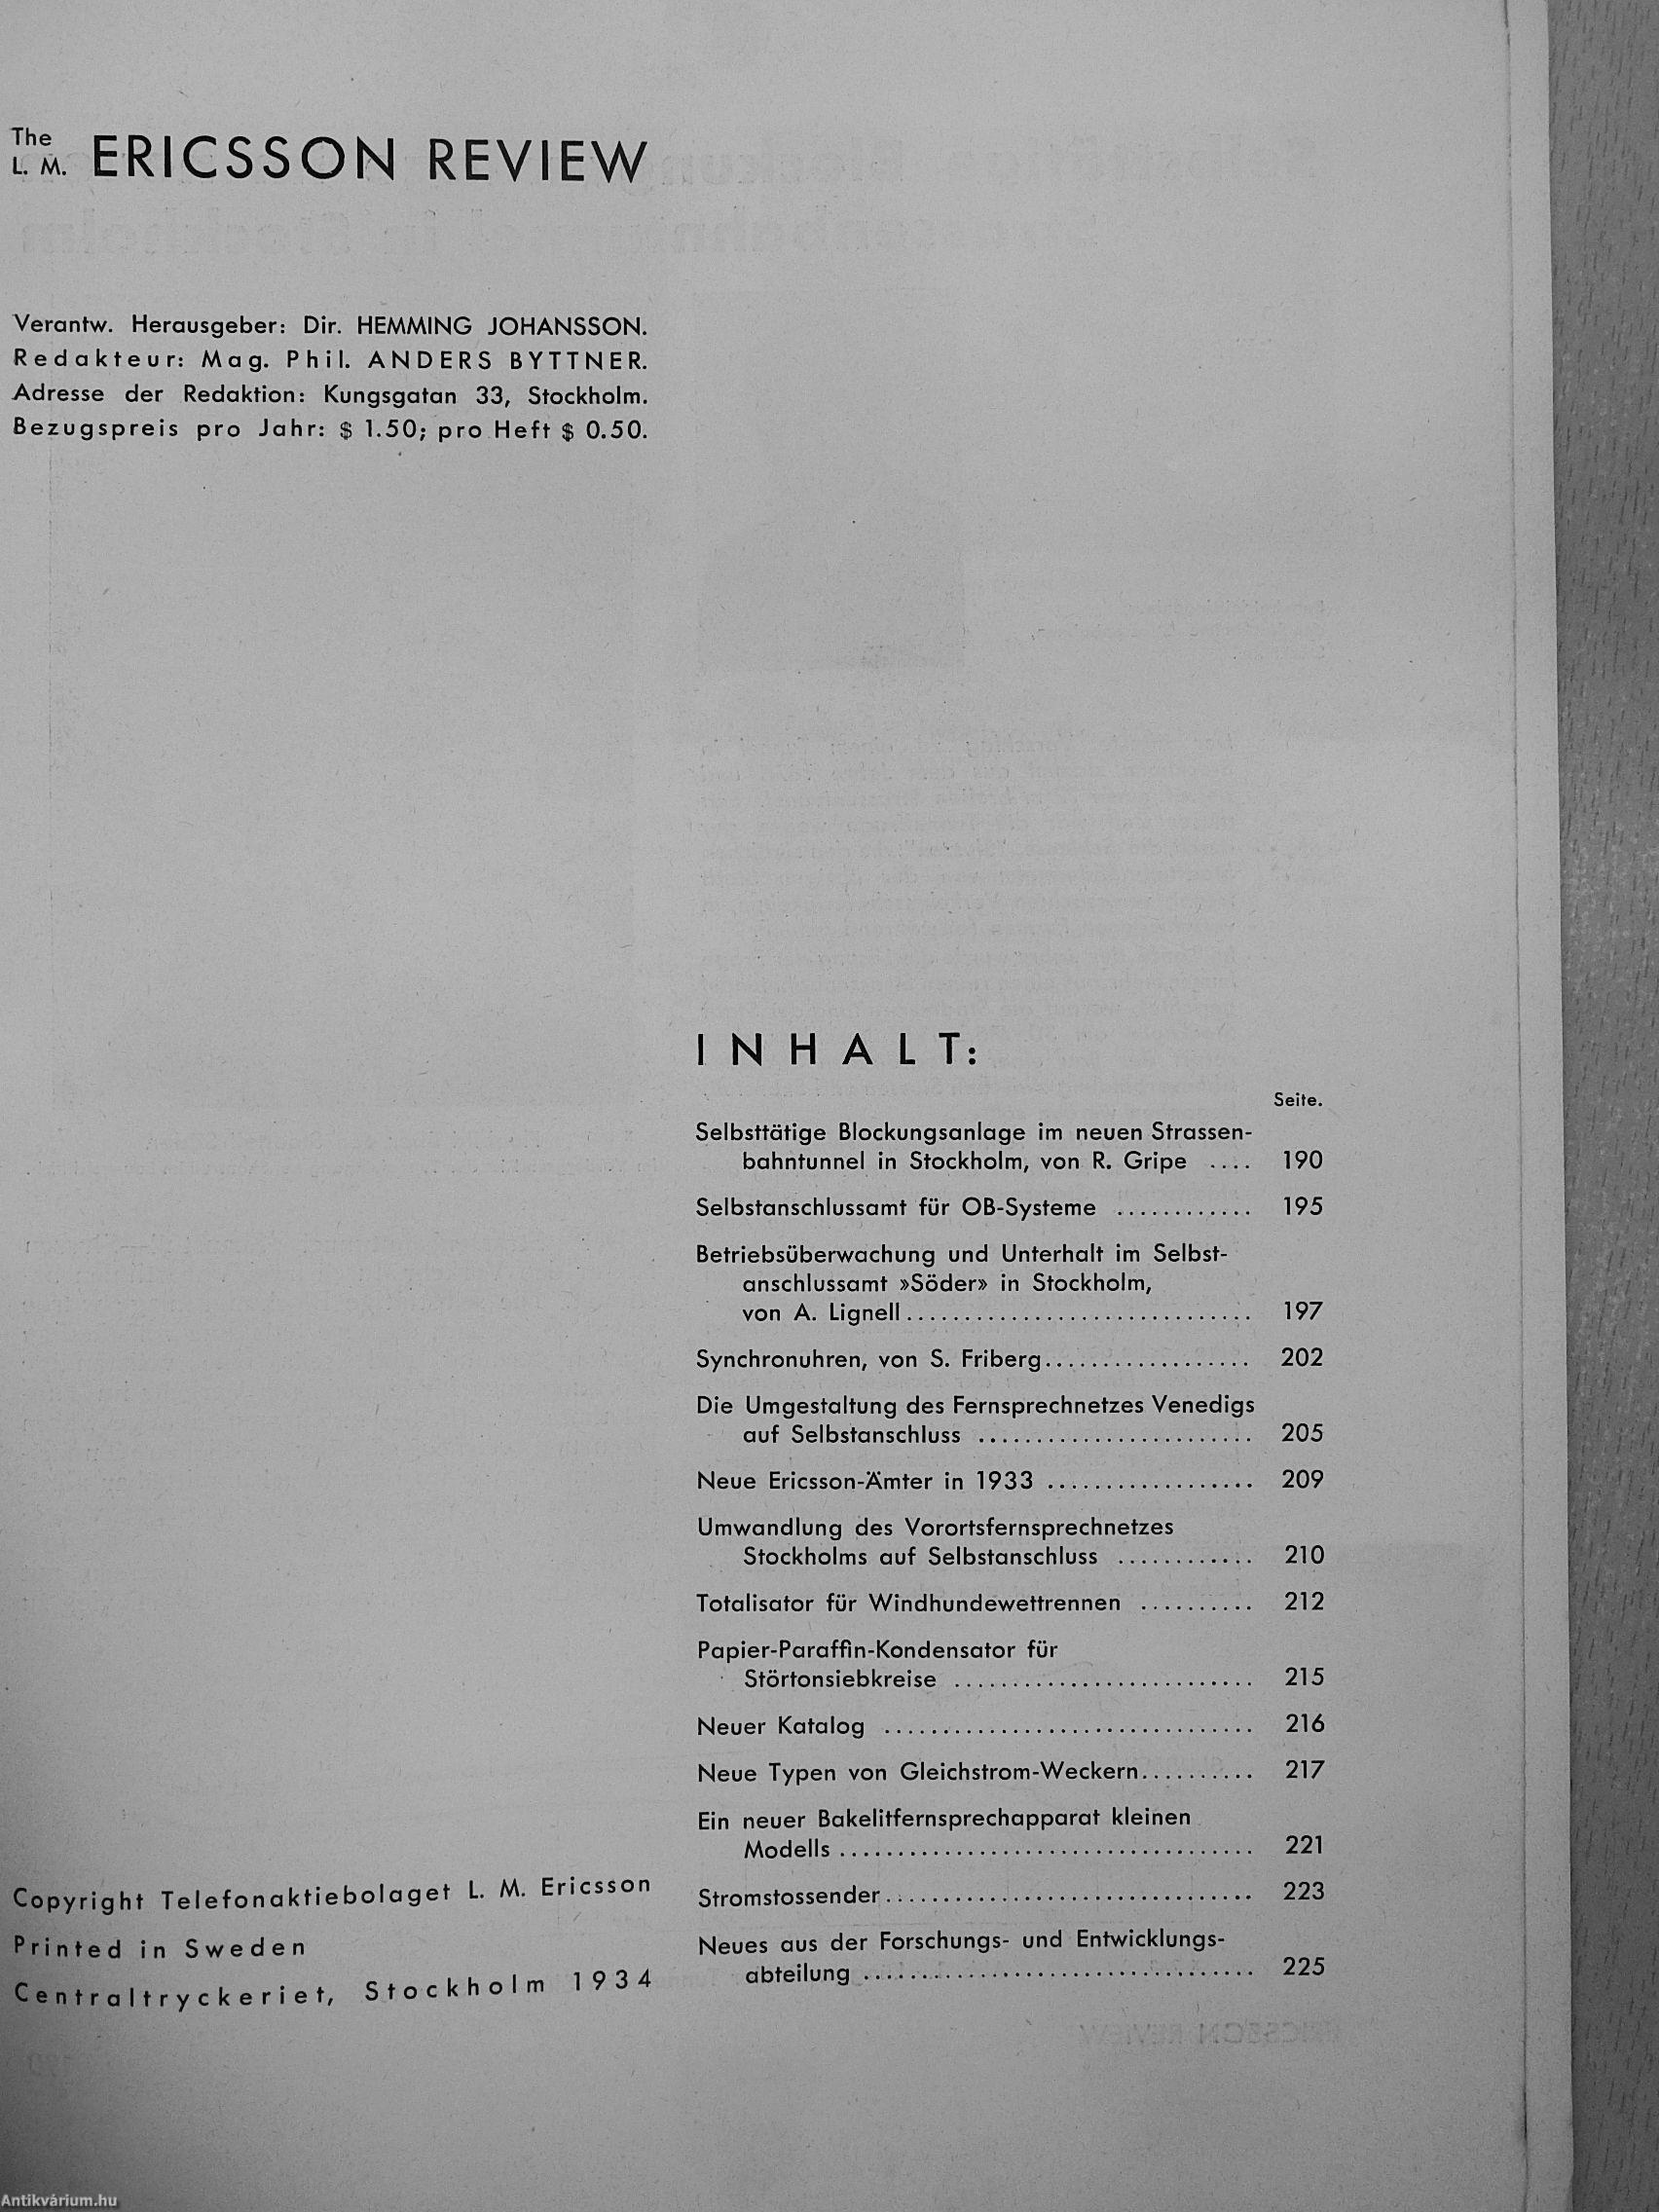 The
L. M. ERICSSON REVIEW
Verantw. Herausgeber: Dir. HEMMING JOHANSSON.
Redakteur: Mag. Phil. ANDERS BYTTNER.
Adresse der Redaktion: Kungsgatan 33, Stockholm.
Bezugspreis pro Jahr: $ 1.50; pro Heft $ 0.50.
INHALT:
Seite.
Selbsttätige Blockungsanlage im neuen Strassen-
bahntunnel in Stockholm, von R. Gripe .... 190
Selbstanschlussamt für OB-Systeme ............ 195
Betriebsüberwachung und Unterhalt im Selbst-
anschlussamt »Söder» in Stockholm,
von A. Lignell.............................. 197
Synchronuhren, von S. Friberg.................. 202
Die Umgestaltung des Fernsprechnetzes Venedigs
auf Selbstanschluss ........................ 205
Neue Ericsson-Ämter in 1933 .................. 209
Umwandlung des Vorortsfernsprechnetzes
Stockholms auf Selbstanschluss ............ 210
Totalisator für Windhundewettrennen .......... 212
Papier-Paraffin-Kondensator für
Störtonsiebkreise .......................... 215
Neuer Katalog ................................ 216
Neue Typen von Gleichstrom-Weckern.......... 217
Ein neuer Bakelitfernsprechapparat kleinen
Modells .................................... 221
Stromstossender................................ 223
Neues aus der Forschungs- und Entwicklungs-
abteilung .................................. 225
Copyright Telefonaktiebolaget L. M. Ericsson
Printed in Sweden
Centraltryckeriet, Stockholm 1934
Antikvárium.hu